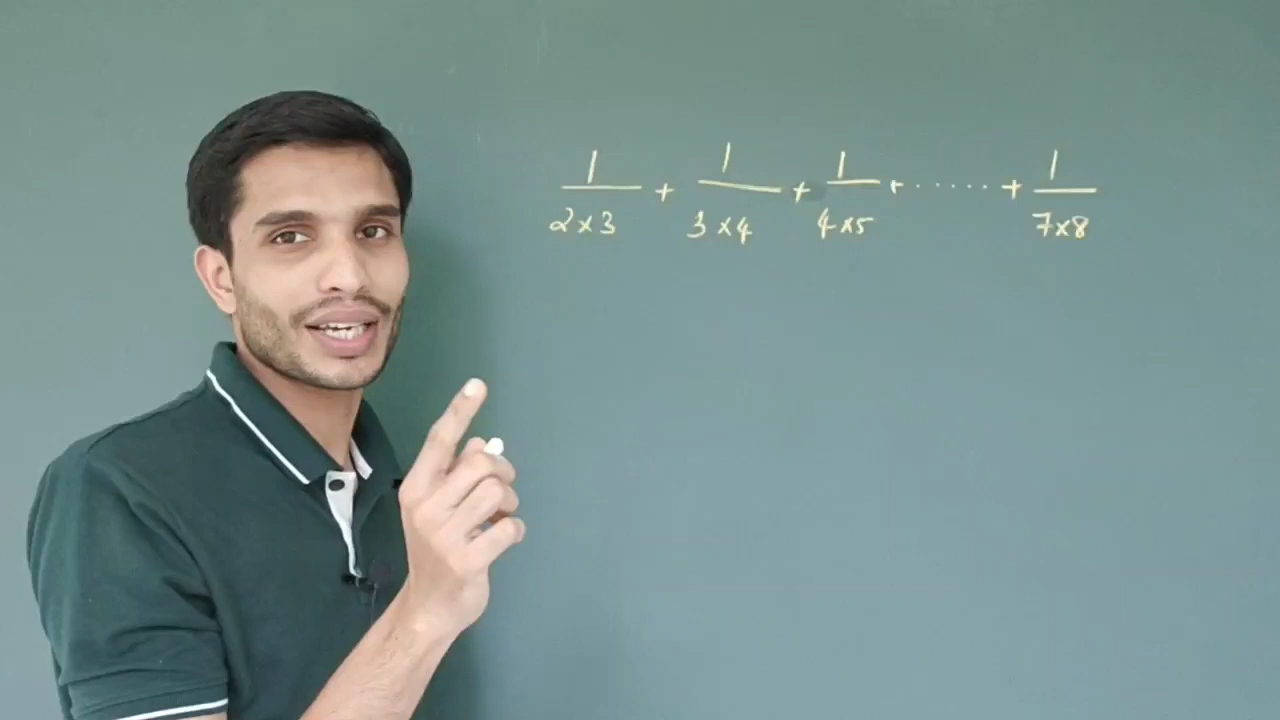 1/2×3 + 1/3×4 + 1/4×5 + ...... + 1/7×8